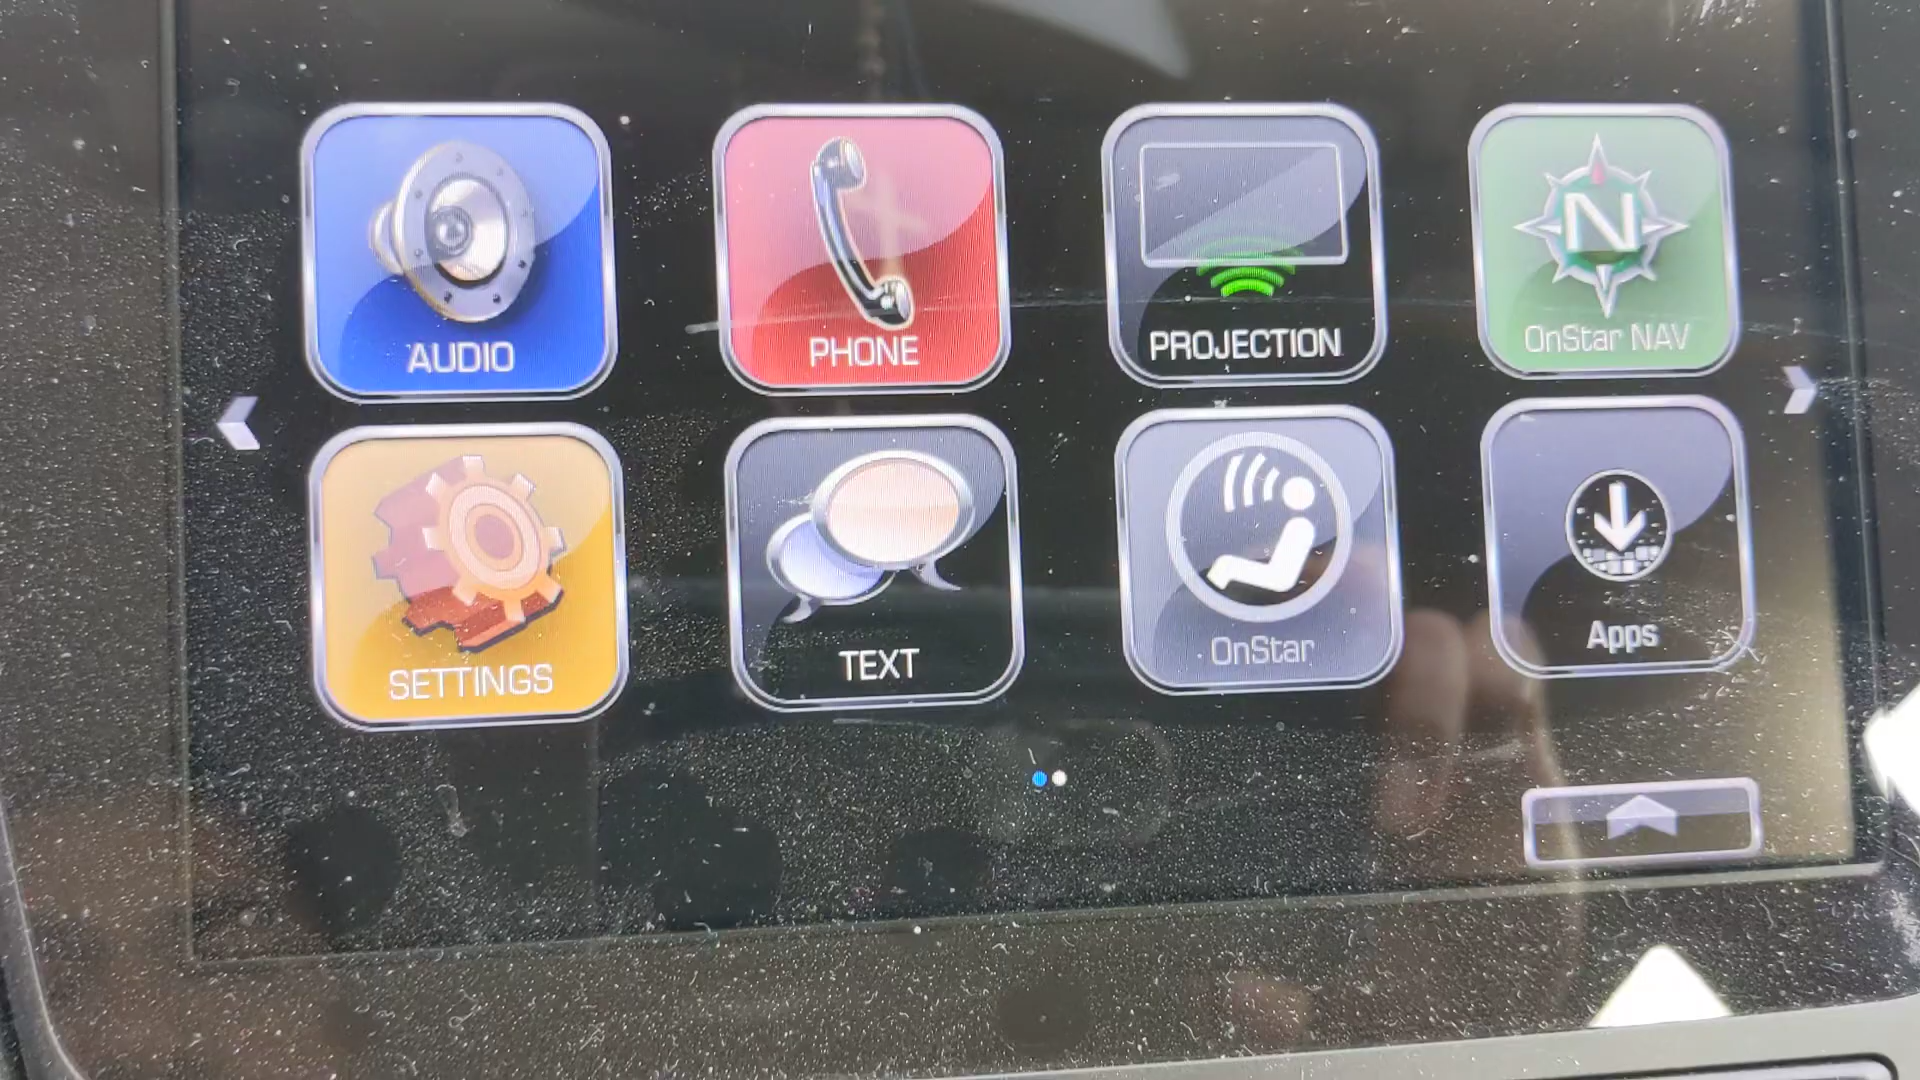 AUDIO
PHONE
PROJECTION
N
OnStar NAV
SETTINGS
TEXT
OnStar
Apps